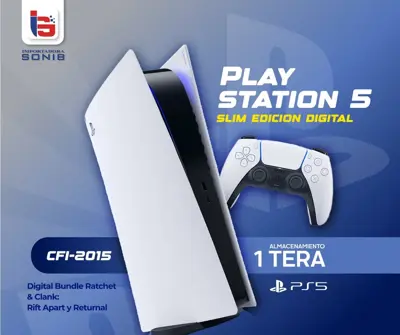 IMPORTADORA
SONIB
PLAY
STATION 5
SLIM EDICION DIGITAL
CFI-2015
ALMACENAMIENTO
1 TERA
Digital Bundle Ratchet
& Clanic:
Rift Apart y Returnal
PS5